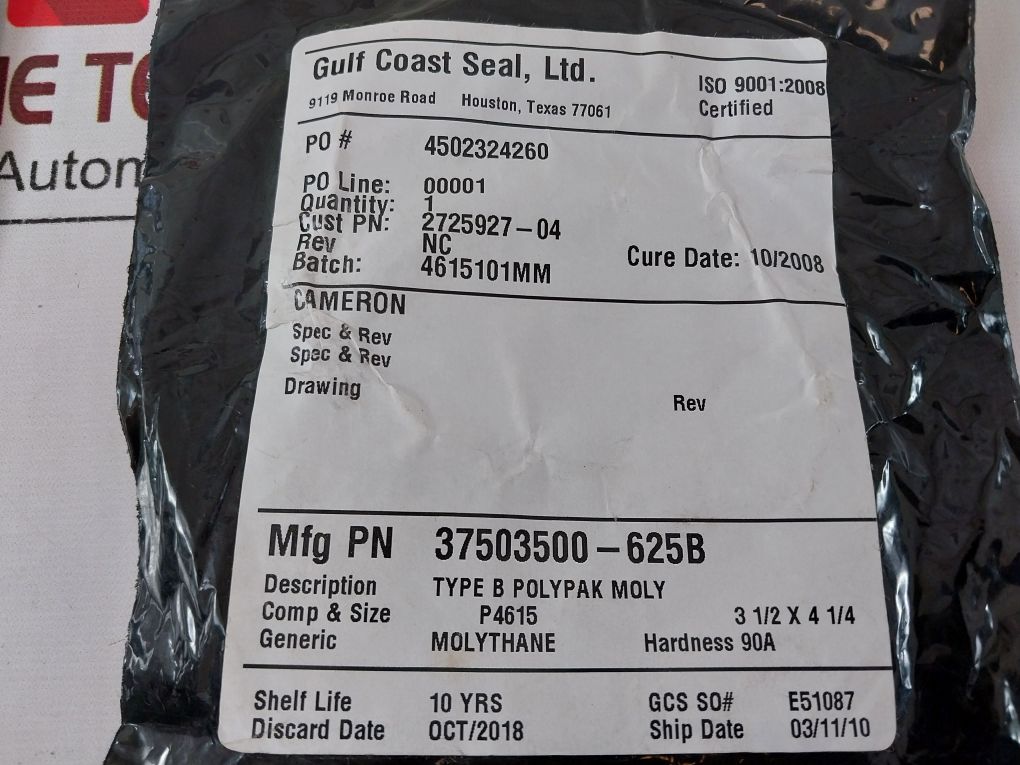 Gulf Coast Seal, Ltd.
ISO 9001:2008
9119 Monroe Road Houston, Texas 77061
Certified
PO # 4502324260
PO Line: 00001
Quantity: 1
Cust PN: 2725927-04
Rev NC
Batch: 4615101MM
Cure Date: 10/2008
CAMERON
Spec & Rev
Spec & Rev
Drawing
Rev
Mfg PN 37503500-625B
Description TYPE B POLYPAK MOLY
Comp & Size P4615 3 1/2 X 4 1/4
Generic MOLYTHANE Hardness 90A
Shelf Life 10 YRS GCS SO# E51087
Discard Date OCT/2018 Ship Date 03/11/10